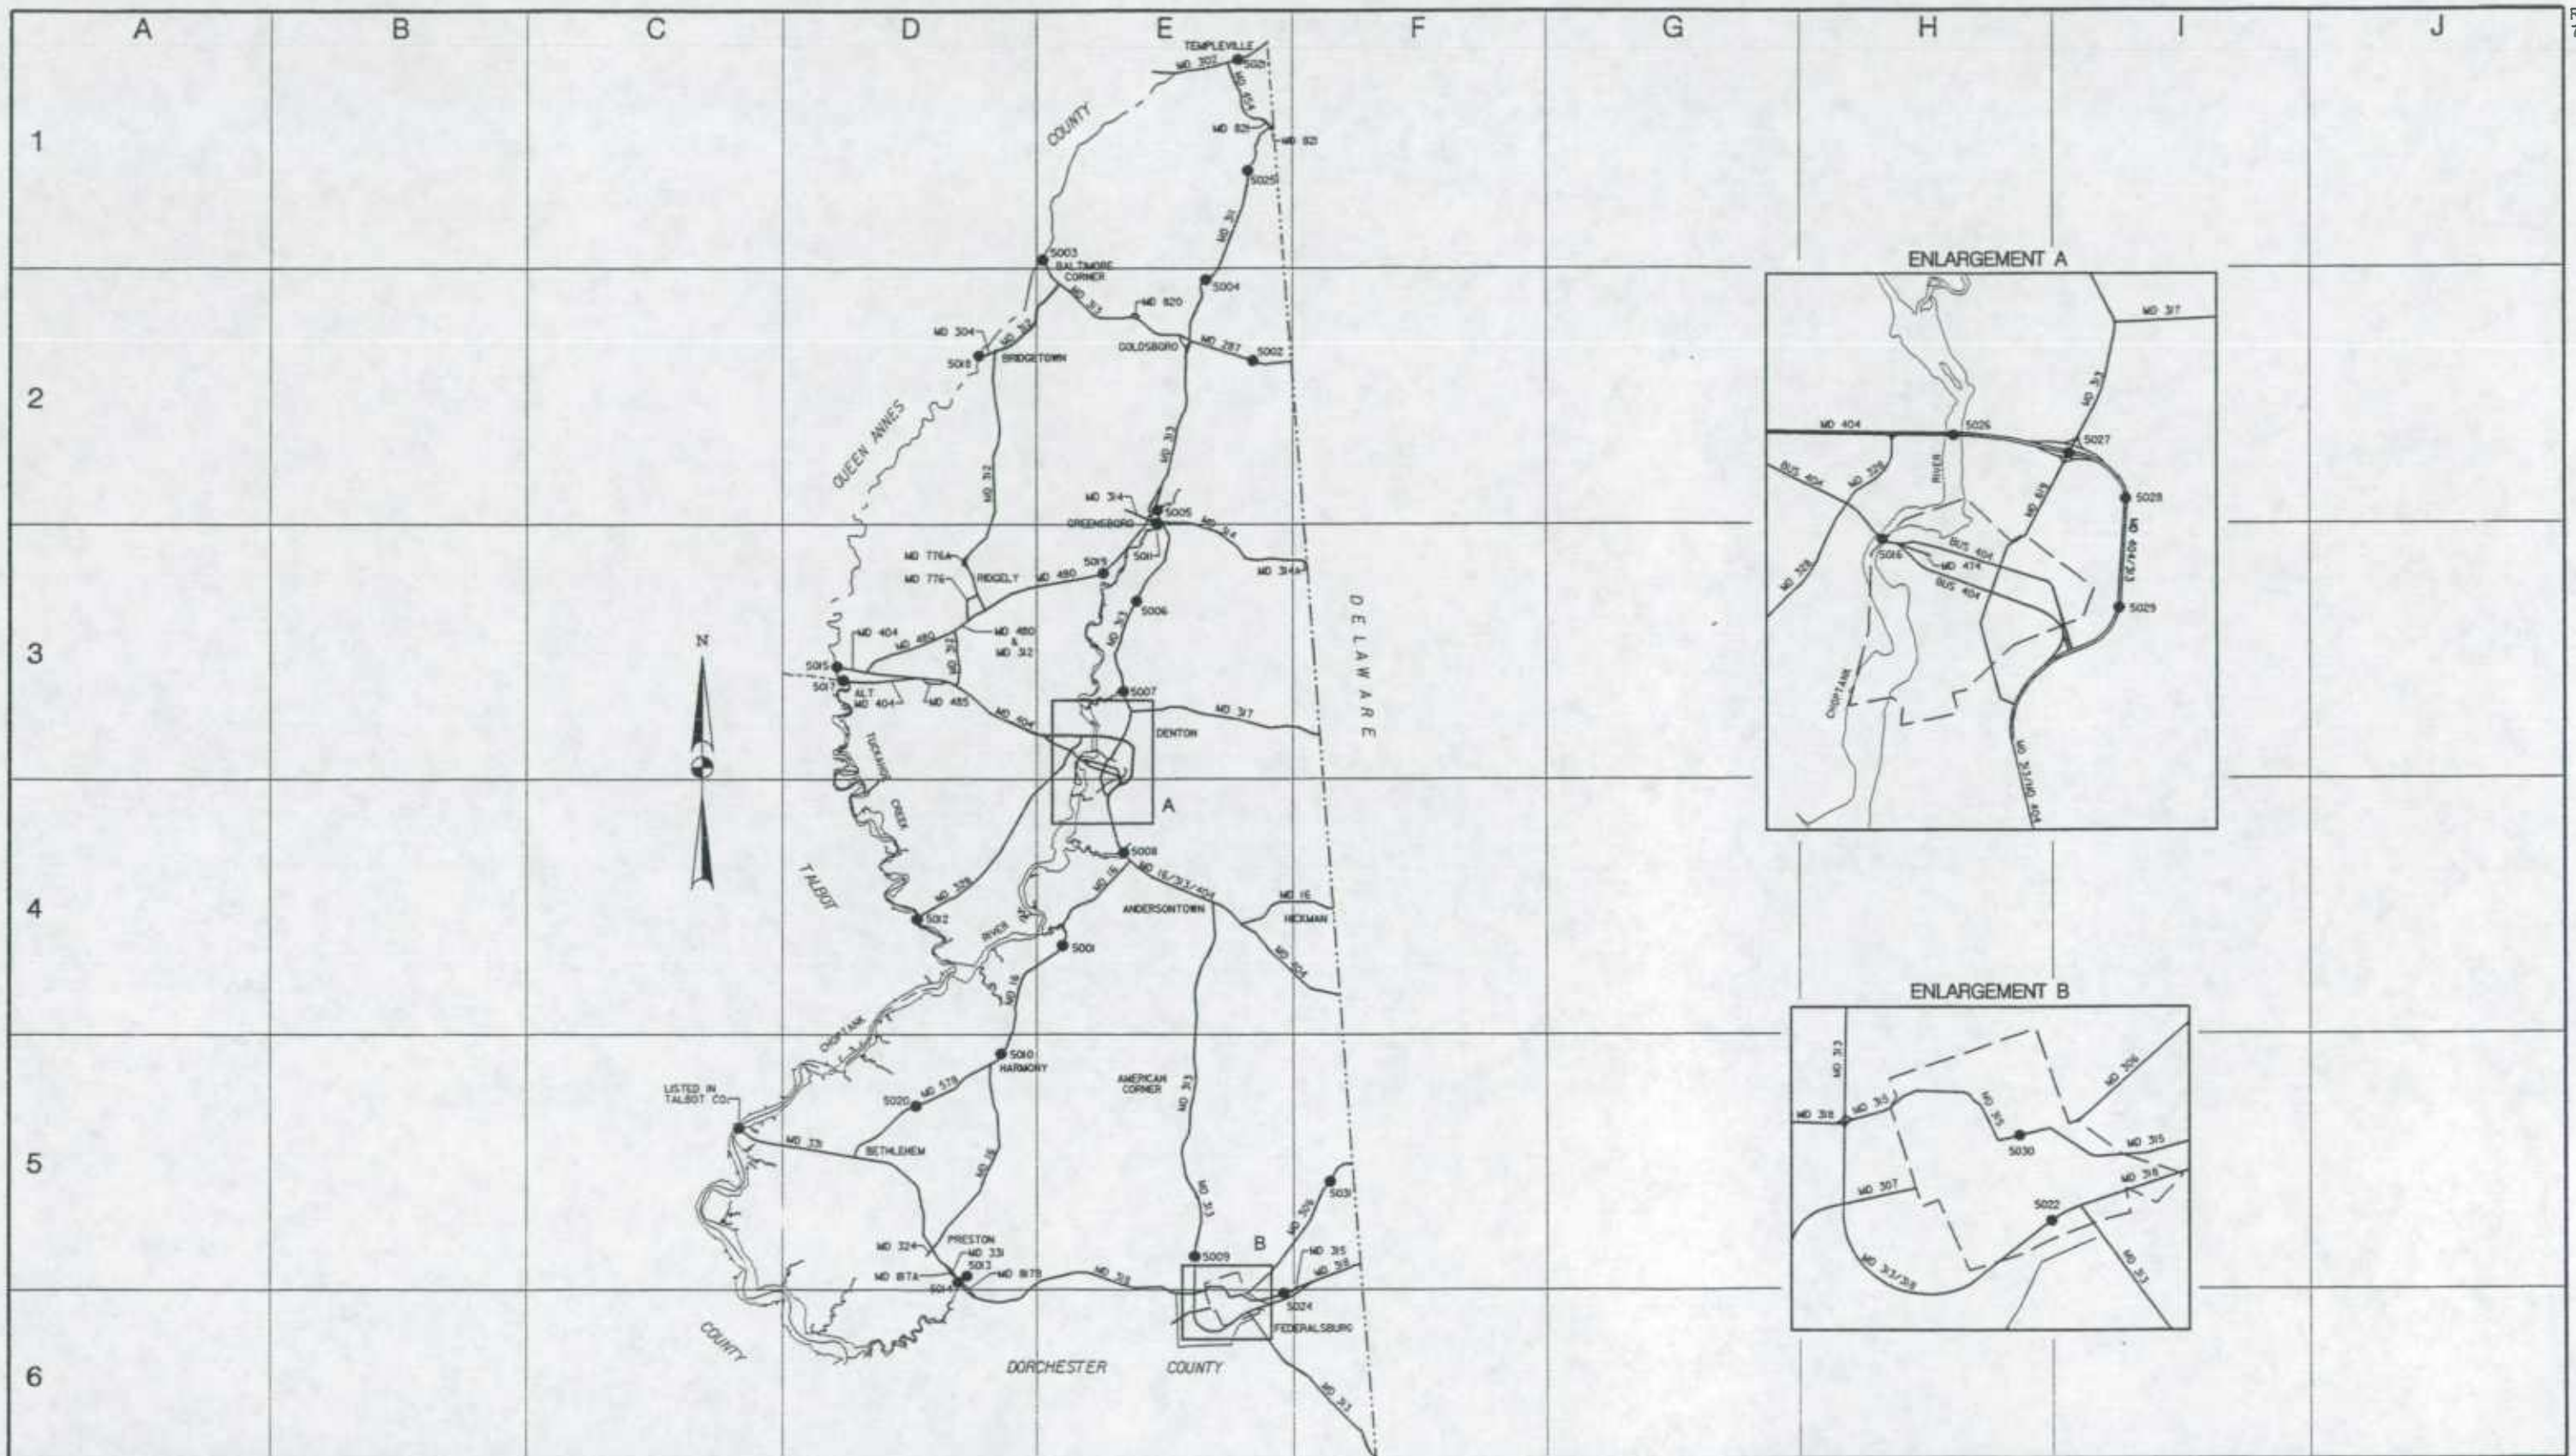 A B C D E F G H I J
1
2
3
4
5
6
TEMPLEVILLE
MD 302
5021
MD 454
MD 821
MD 821
COUNTY
5025
MD 311
5003
BALTIMORE
CORNER
5004
MD 313
MD 820
MD 304
MD 312
5018
BRIDGETOWN
GOLDSBORO
MD 287
5002
QUEEN ANNES
MD 312
MD 313
MD 314
5005
GREENSBORO
MD 314
5011
MD 314A
MD 776A
5019
MD 776
RIDGELY
MD 480
5006
MD 313
MD 404
MD 480
MD 312
MD 480
&
MD 312
5015
5017
ALT
MD 404
MD 485
MD 404
5007
MD 317
DENTON
DELAWARE
N
TUCKAHOE
CREEK
A
5008
MD 16
MD 16/313/404
TALBOT
MD 328
5012
RIVER
ANDERSONTOWN
MD 16
HICKMAN
5001
MD 404
MD 16
CHOPTANK
5010
HARMONY
MD 578
5020
AMERICAN
CORNER
MD 313
LISTED IN
TALBOT CO.
MD 331
BETHLEHEM
MD 16
MD 313
5031
MD 306
PRESTON
MD 324
MD 331
5013
MD 817A
MD 817B
5014
MD 318
5009
B
MD 315
MD 318
5024
FEDERALSBURG
COUNTY
DORCHESTER COUNTY
MD 313
ENLARGEMENT A
MD 317
MD 313
MD 404
5026
5027
BUS 404
MD 328
RIVER
MD 619
5028
5016
BUS 404
MD 474
BUS 404
MD 404/313
MD 328
5029
CHOPTANK
MD 313/MD 404
ENLARGEMENT B
MD 313
MD 306
MD 318
MD 315
MD 315
5030
MD 315
MD 318
MD 307
5022
MD 313/318
MD 313